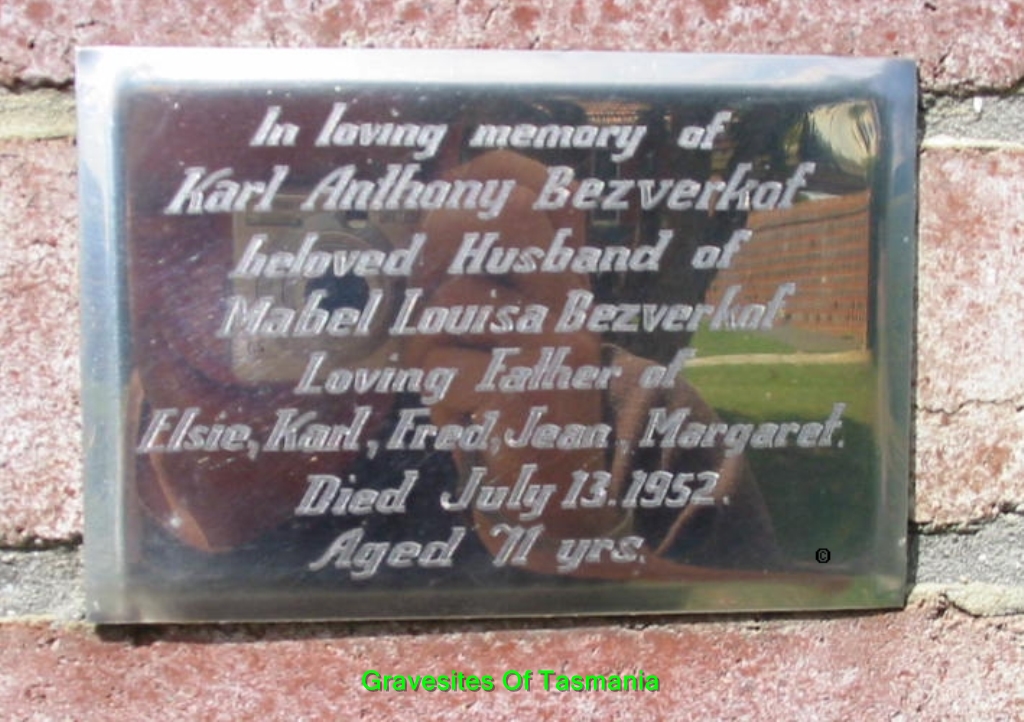 In loving memory of
Karl Anthony Bezverkof
beloved Husband of
Mabel Louisa Bezverkof
Loving Father of
Elsie, Karl, Fred, Jean, Margaret.
Died July 13. 1952.
Aged 71 yrs.
©
Gravesites Of Tasmania